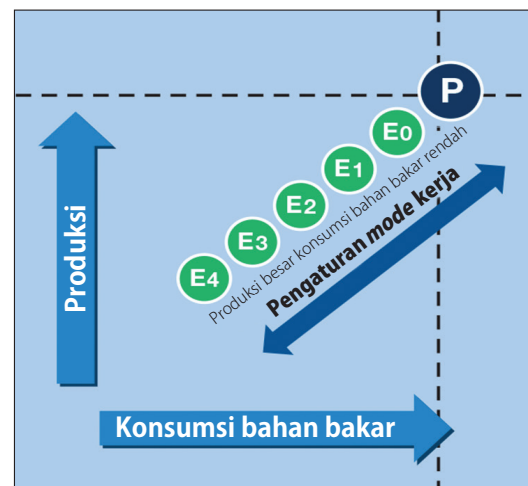 P
E0
E1
E2
E3
E4
Produksi
Produksi besar konsumsi bahan bakar rendah
Pengaturan mode kerja
Konsumsi bahan bakar